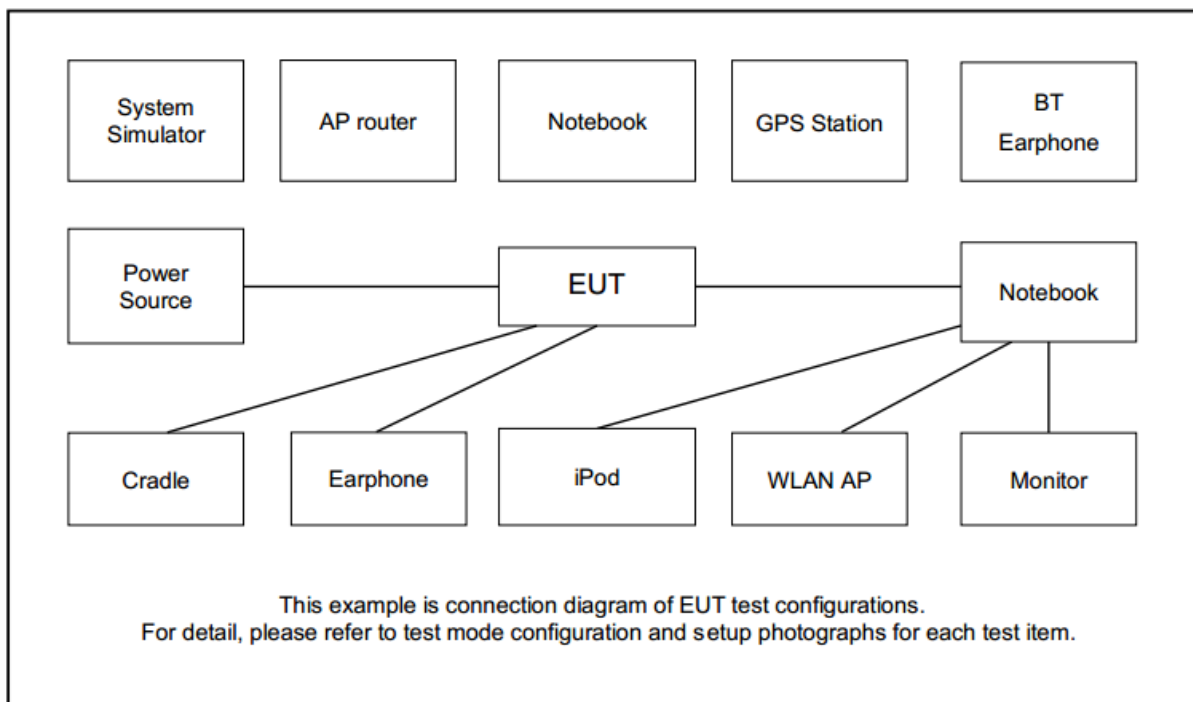 System
Simulator
AP router
Notebook
GPS Station
BT
Earphone
Power
Source
EUT
Notebook
Cradle
Earphone
iPod
WLAN AP
Monitor
This example is connection diagram of EUT test configurations.
For detail, please refer to test mode configuration and setup photographs for each test item.